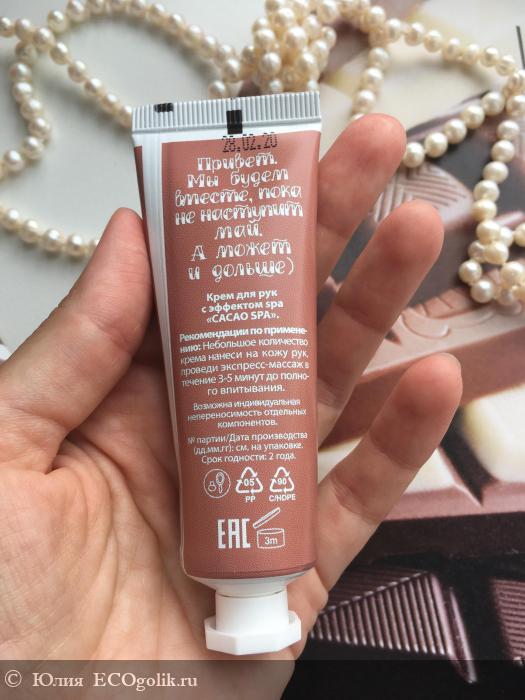 28.02.20
Привет.
Мы будем
вместе, пока
не наступит
май.
А может
и дольше)
Крем для рук
с эффектом spa
«CACAO SPA».
Рекомендации по примене-
нию: Небольшое количество
крема нанеси на кожу рук,
проведи экспресс-массаж в
течение 3-5 минут до полно-
го впитывания.
Возможна индивидуальная
непереносимость отдельных
компонентов.
№ партии/Дата производства
(дд.мм.гг): см. на упаковке.
Срок годности: 2 года.
05
PP
90
C/HDPE
EAC
3m
© Юлия ECOgolik.ru